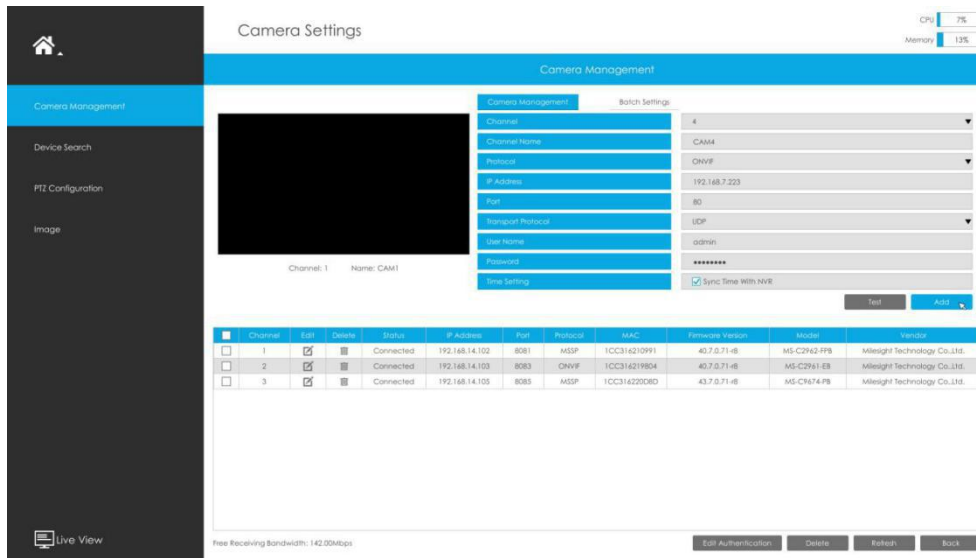 Camera Settings
CPU 7%
Memory 13%
Camera Management
Camera Management
Device Search
PTZ Configuration
Image
Live View
Camera Management Batch Settings
Channel 4
Channel Name CAM4
Protocol ONVIF
IP Address 192.168.7.223
Port 80
Transport Protocol UDP
User Name admin
Password ••••••••
Time Setting Sync Time With NVR
Channel: 1 Name: CAM1
Test Add
Channel Edit Delete Status IP Address Port Protocol MAC Firmware Version Model Vendor
1 Connected 192.168.14.102 8081 MSSP 1CC316210991 40.7.0.71-r8 MS-C2962-FPB Milesight Technology Co.,Ltd.
2 Connected 192.168.14.103 8083 ONVIF 1CC316219804 40.7.0.71-r8 MS-C2961-EB Milesight Technology Co.,Ltd.
3 Connected 192.168.14.105 8085 MSSP 1CC316220D8D 43.7.0.71-r8 MS-C9674-PB Milesight Technology Co.,Ltd.
Free Receiving Bandwidth: 142.00Mbps
Edit Authentication Delete Refresh Back